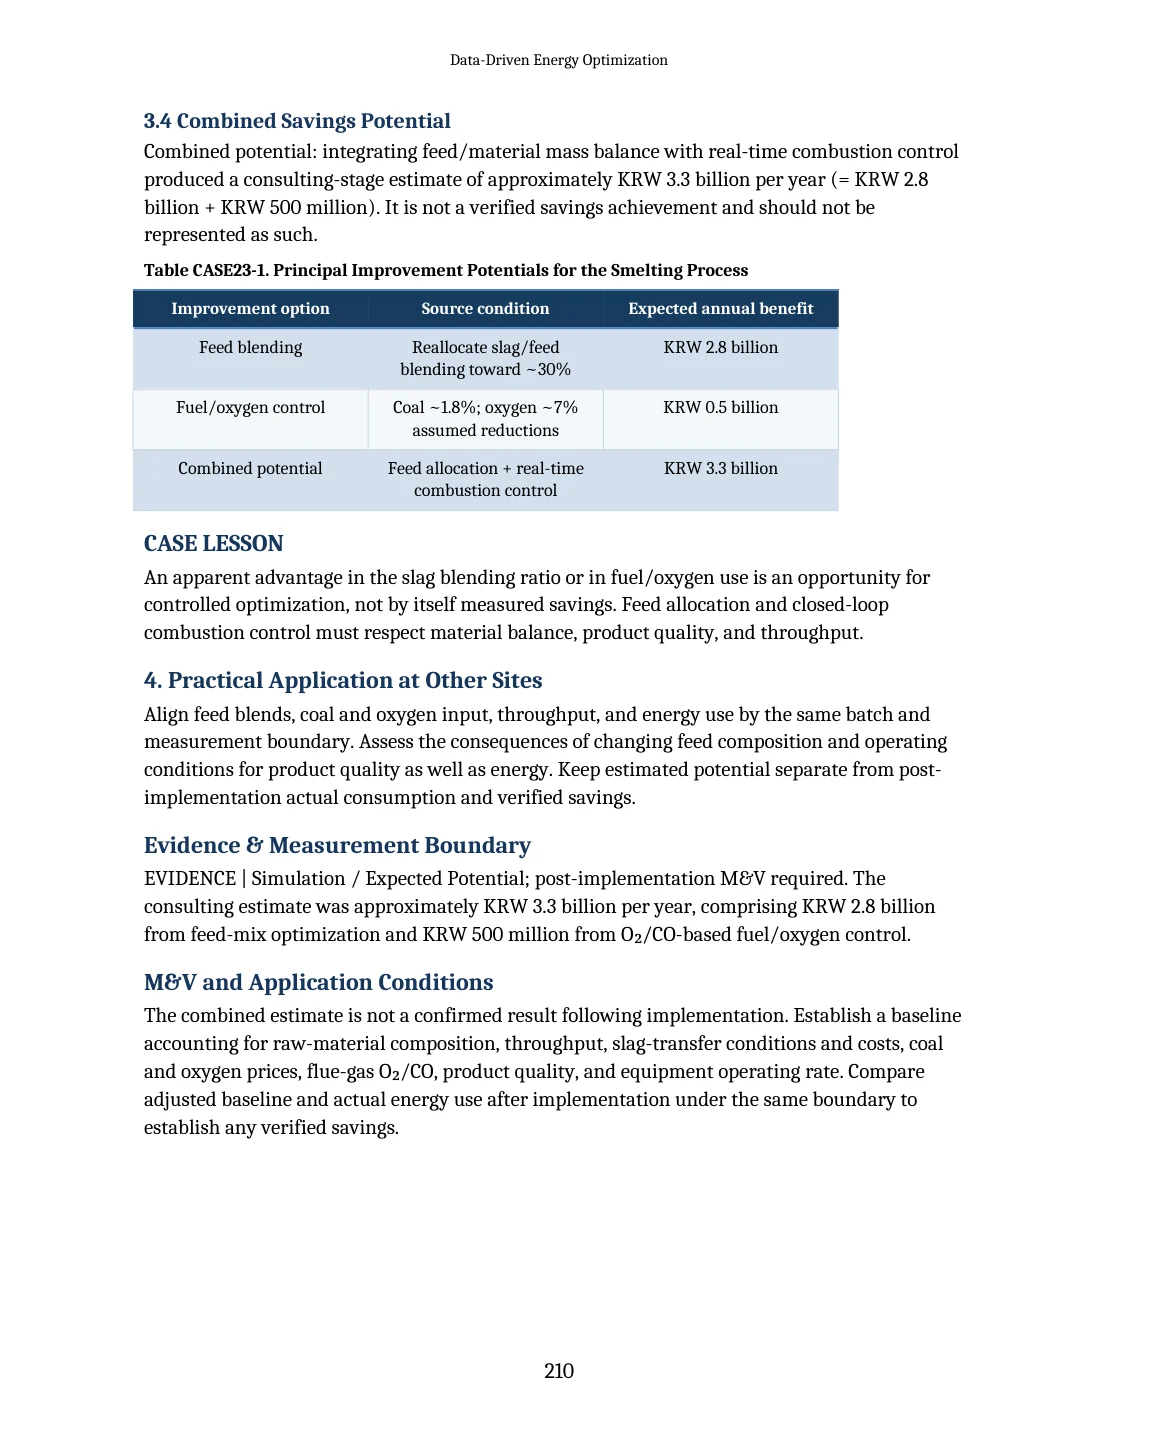 Data-Driven Energy Optimization
3.4 Combined Savings Potential
Combined potential: integrating feed/material mass balance with real-time combustion control
produced a consulting-stage estimate of approximately KRW 3.3 billion per year (= KRW 2.8
billion + KRW 500 million). It is not a verified savings achievement and should not be
represented as such.
Table CASE23-1. Principal Improvement Potentials for the Smelting Process
Improvement option Source condition Expected annual benefit
Feed blending Reallocate slag/feed KRW 2.8 billion
blending toward ~30%
Fuel/oxygen control Coal ~1.8%; oxygen ~7% KRW 0.5 billion
assumed reductions
Combined potential Feed allocation + real-time KRW 3.3 billion
combustion control
CASE LESSON
An apparent advantage in the slag blending ratio or in fuel/oxygen use is an opportunity for
controlled optimization, not by itself measured savings. Feed allocation and closed-loop
combustion control must respect material balance, product quality, and throughput.
4. Practical Application at Other Sites
Align feed blends, coal and oxygen input, throughput, and energy use by the same batch and
measurement boundary. Assess the consequences of changing feed composition and operating
conditions for product quality as well as energy. Keep estimated potential separate from post-
implementation actual consumption and verified savings.
Evidence & Measurement Boundary
EVIDENCE | Simulation / Expected Potential; post-implementation M&V required. The
consulting estimate was approximately KRW 3.3 billion per year, comprising KRW 2.8 billion
from feed-mix optimization and KRW 500 million from O₂/CO-based fuel/oxygen control.
M&V and Application Conditions
The combined estimate is not a confirmed result following implementation. Establish a baseline
accounting for raw-material composition, throughput, slag-transfer conditions and costs, coal
and oxygen prices, flue-gas O₂/CO, product quality, and equipment operating rate. Compare
adjusted baseline and actual energy use after implementation under the same boundary to
establish any verified savings.
210